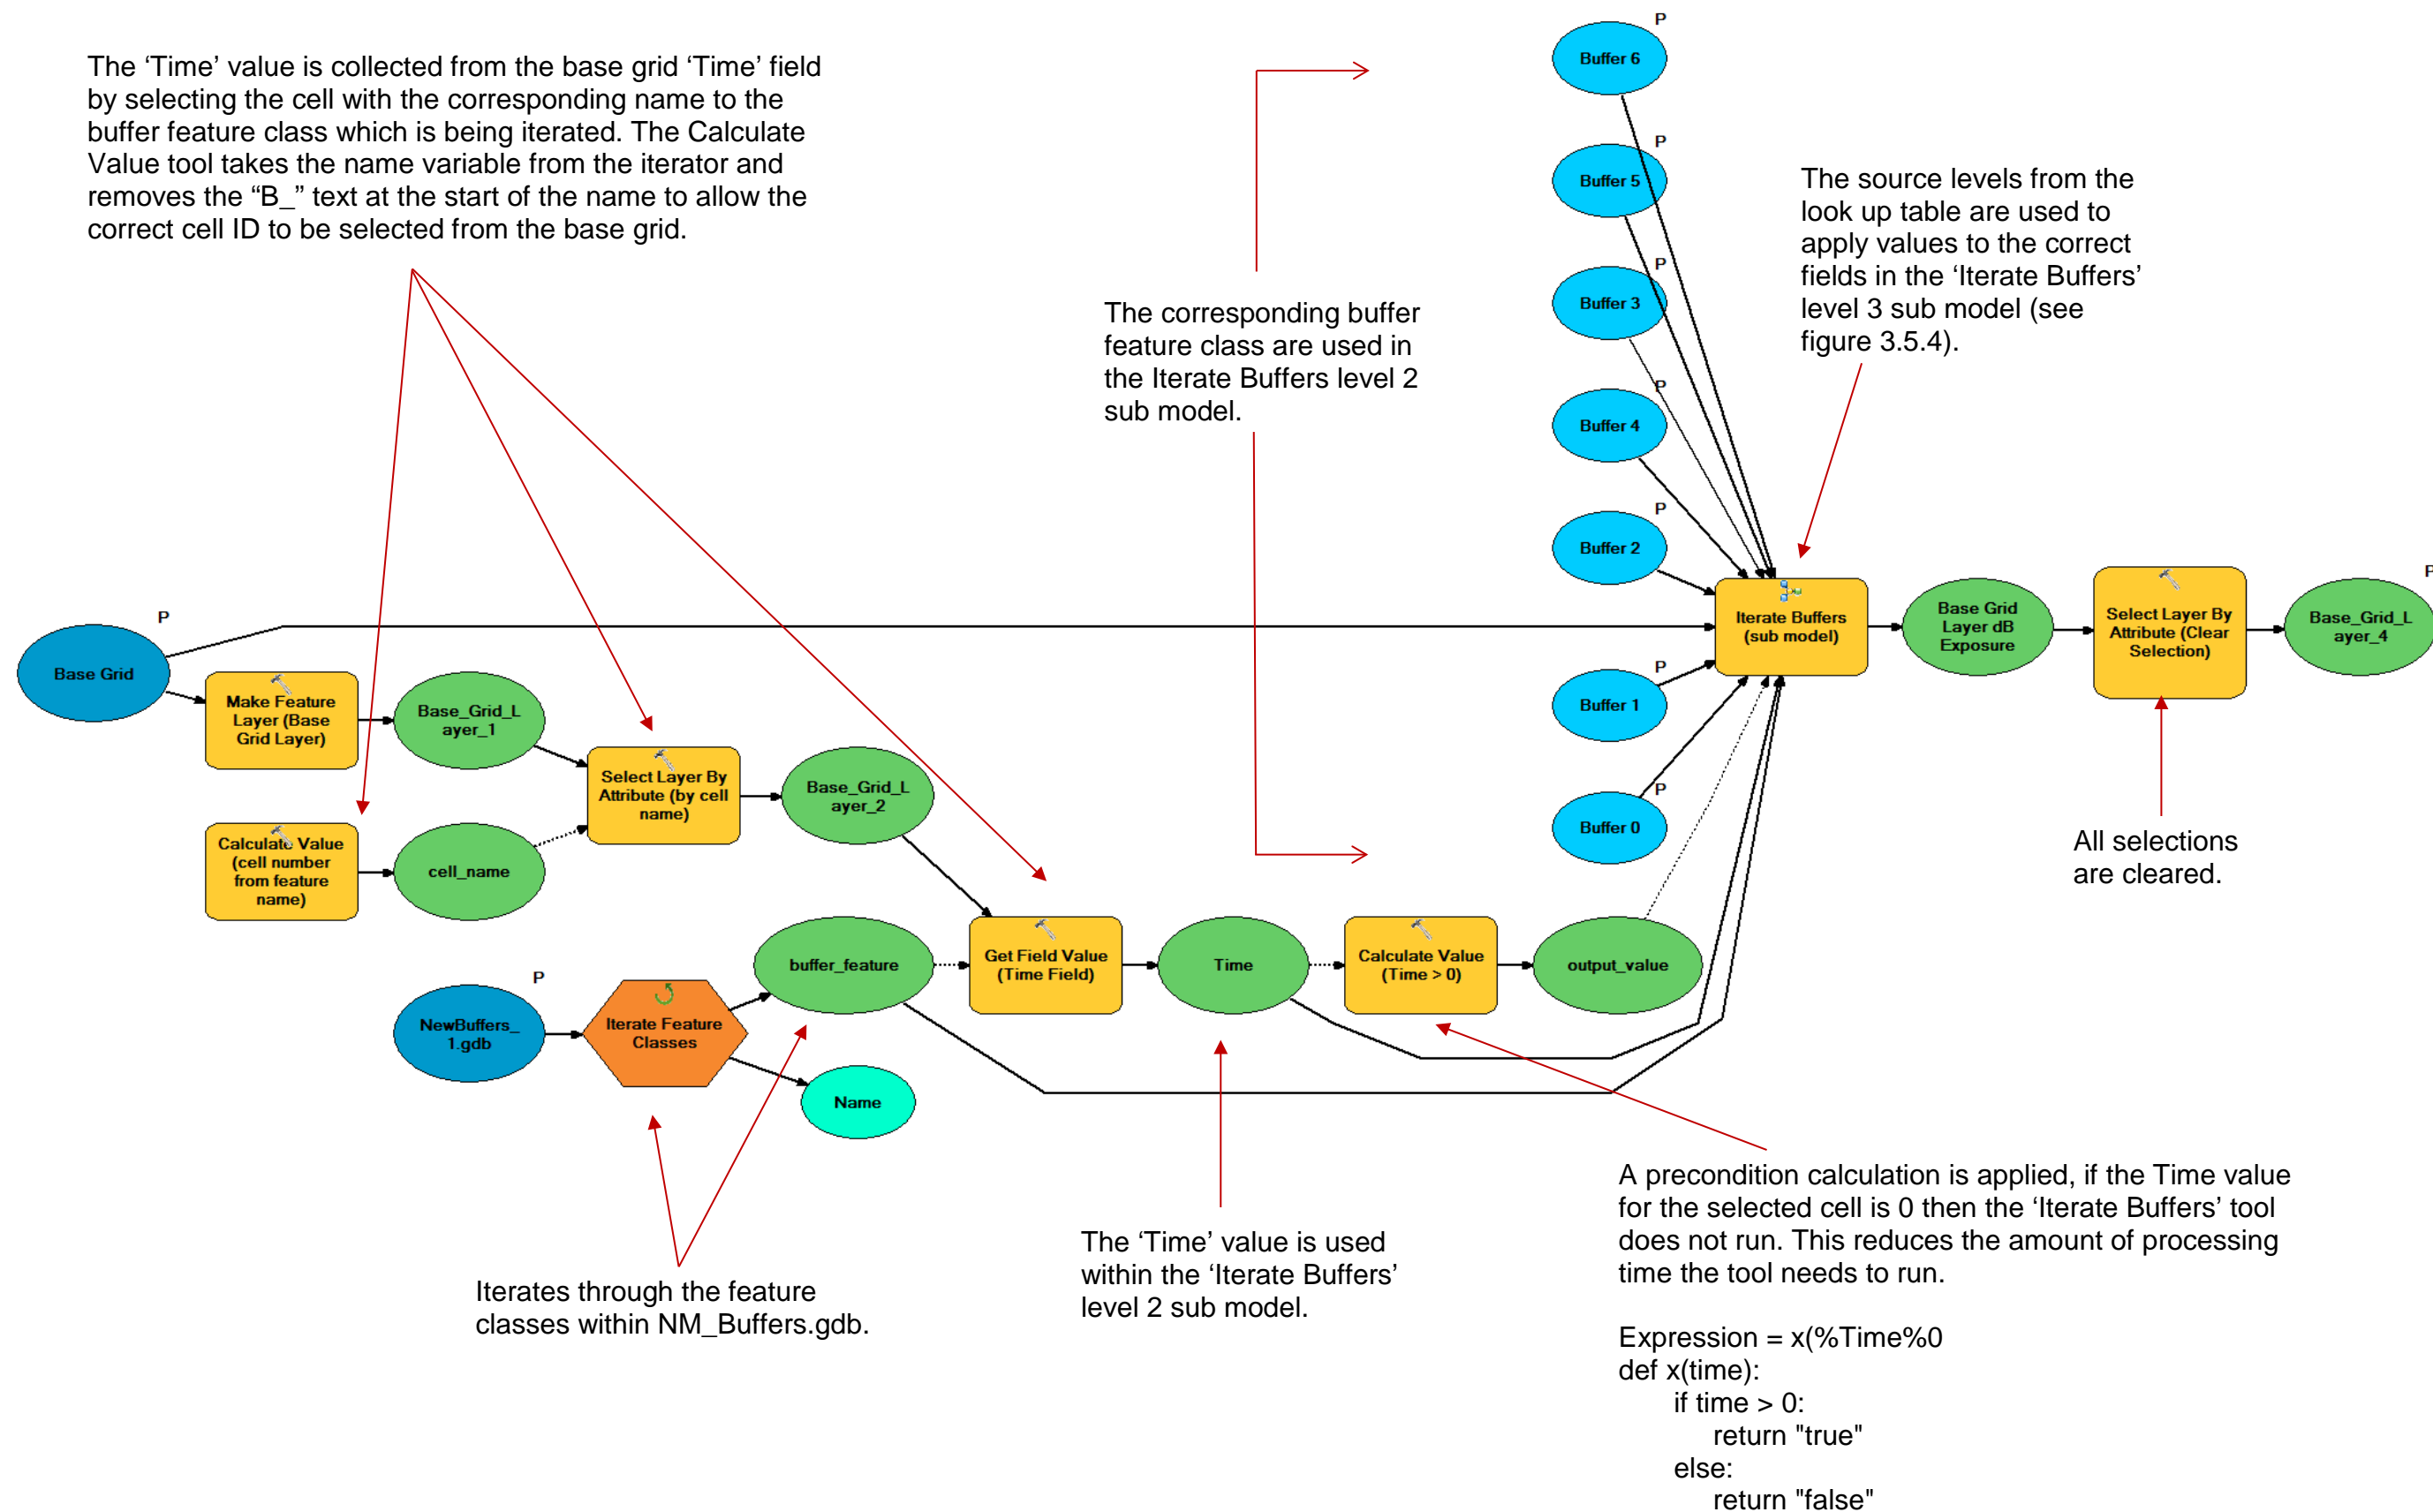 The ‘Time’ value is collected from the base grid ‘Time’ field
by selecting the cell with the corresponding name to the
buffer feature class which is being iterated. The Calculate
Value tool takes the name variable from the iterator and
removes the “B_” text at the start of the name to allow the
correct cell ID to be selected from the base grid.
The corresponding buffer
feature class are used in
the Iterate Buffers level 2
sub model.
P
Buffer 6
P
Buffer 5
P
Buffer 3
P
Buffer 4
P
Buffer 2
P
Buffer 1
P
Buffer 0
The source levels from the
look up table are used to
apply values to the correct
fields in the ‘Iterate Buffers’
level 3 sub model (see
figure 3.5.4).
P
Base Grid
Make Feature
Layer (Base
Grid Layer)
Base_Grid_L
ayer_1
Calculate Value
(cell number
from feature
name)
cell_name
Select Layer By
Attribute (by cell
name)
Base_Grid_L
ayer_2
P
NewBuffers_
1.gdb
Iterate Feature
Classes
buffer_feature
Name
Get Field Value
(Time Field)
Time
Calculate Value
(Time > 0)
output_value
Iterate Buffers
(sub model)
Base Grid
Layer dB
Exposure
Select Layer By
Attribute (Clear
Selection)
P
Base_Grid_L
ayer_4
All selections
are cleared.
Iterates through the feature
classes within NM_Buffers.gdb.
The ‘Time’ value is used
within the ‘Iterate Buffers’
level 2 sub model.
A precondition calculation is applied, if the Time value
for the selected cell is 0 then the ‘Iterate Buffers’ tool
does not run. This reduces the amount of processing
time the tool needs to run.
Expression = x(%Time%0
def x(time):
if time > 0:
return "true"
else:
return "false"